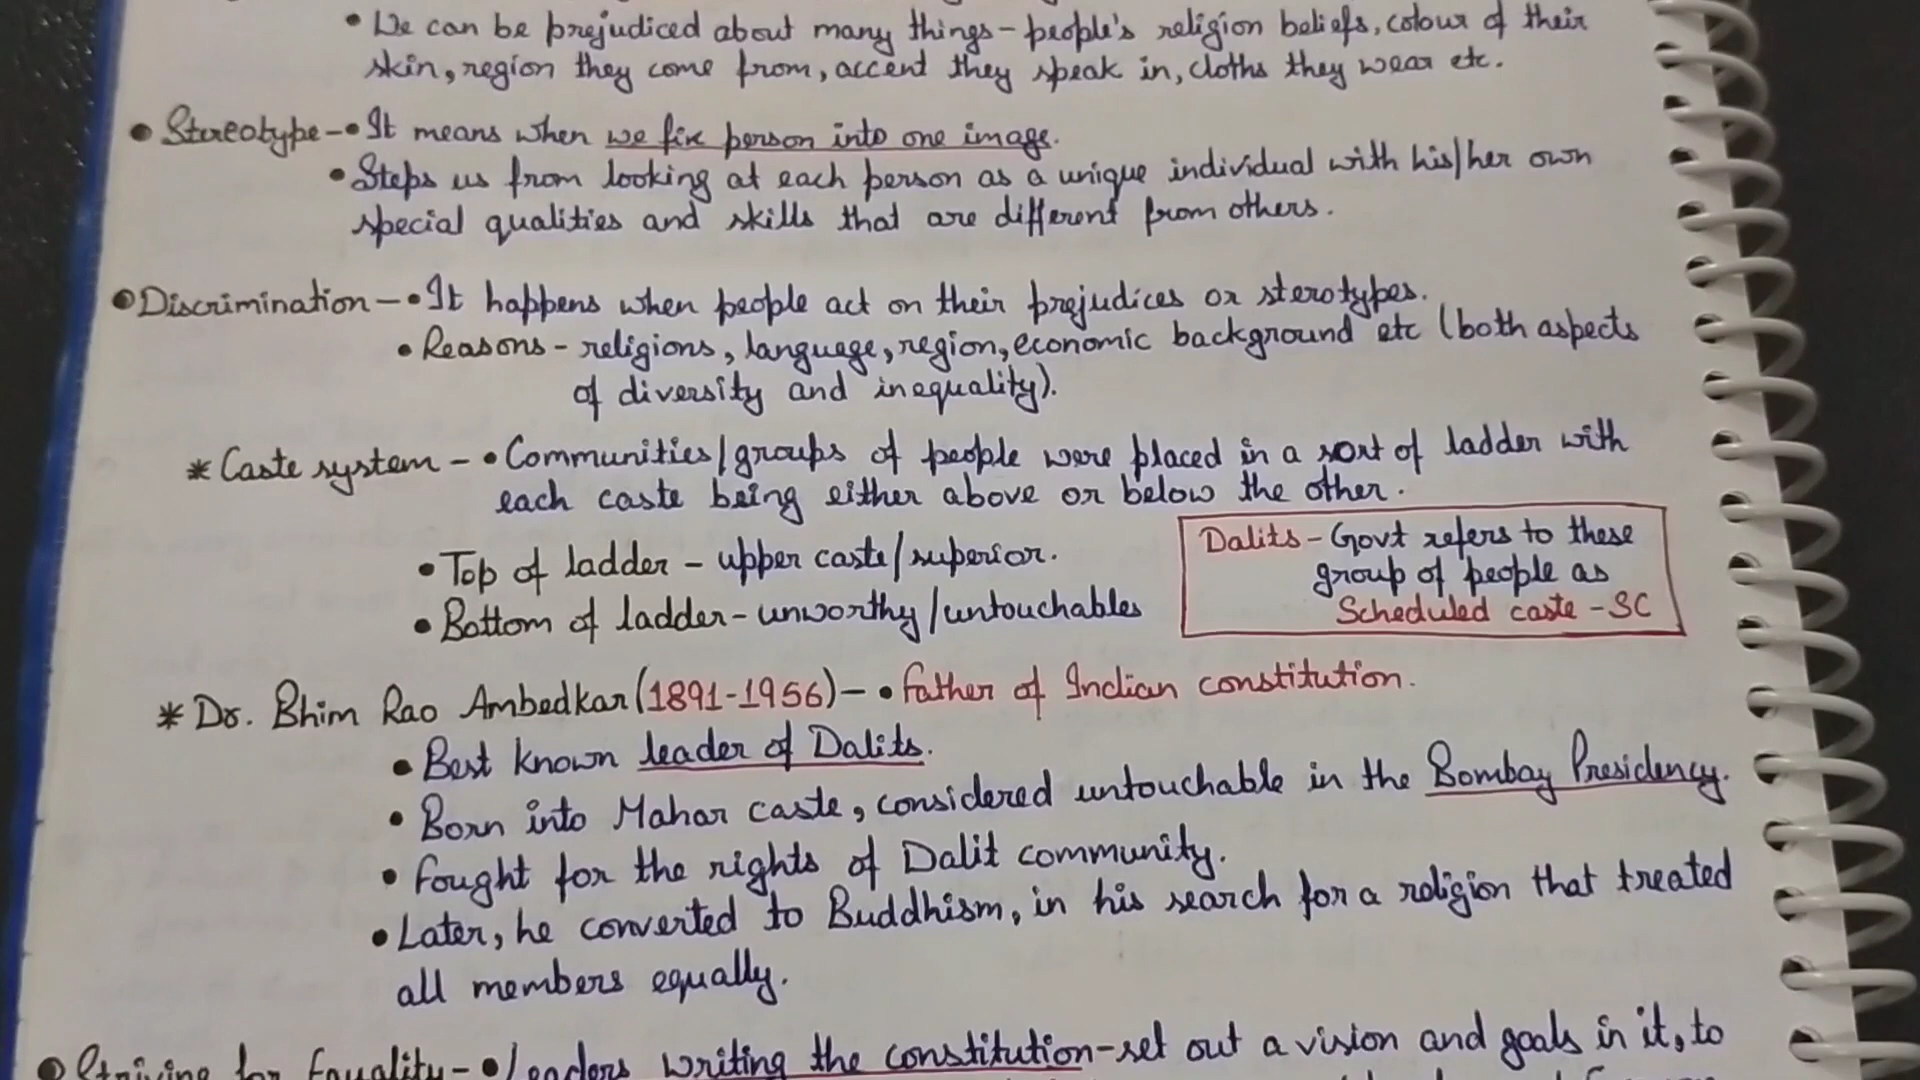 • We can be prejudiced about many things - people's religion beliefs, colour of their
skin, region they come from, accent they speak in, cloths they wear etc.
• Stereotype - • It means when we fix person into one image.
• Stops us from looking at each person as a unique individual with his/her own
special qualities and skills that are different from others.
• Discrimination - • It happens when people act on their prejudices or sterotypes.
• Reasons - religions, language, region, economic background etc (both aspects
of diversity and inequality).
* Caste system - • Communities/groups of people were placed in a sort of ladder with
each caste being either above or below the other.
• Top of ladder - upper caste/superior.
• Bottom of ladder - unworthy/untouchables
Dalits - Govt refers to these
group of people as
Scheduled caste - SC
* Dr. Bhim Rao Ambedkar (1891-1956) - • Father of Indian constitution.
• Best known leader of Dalits.
• Born into Mahar caste, considered untouchable in the Bombay Presidency.
• Fought for the rights of Dalit community.
• Later, he converted to Buddhism, in his search for a religion that treated
all members equally.
• Striving for Equality - • Leaders writing the constitution - set out a vision and goals in it, to